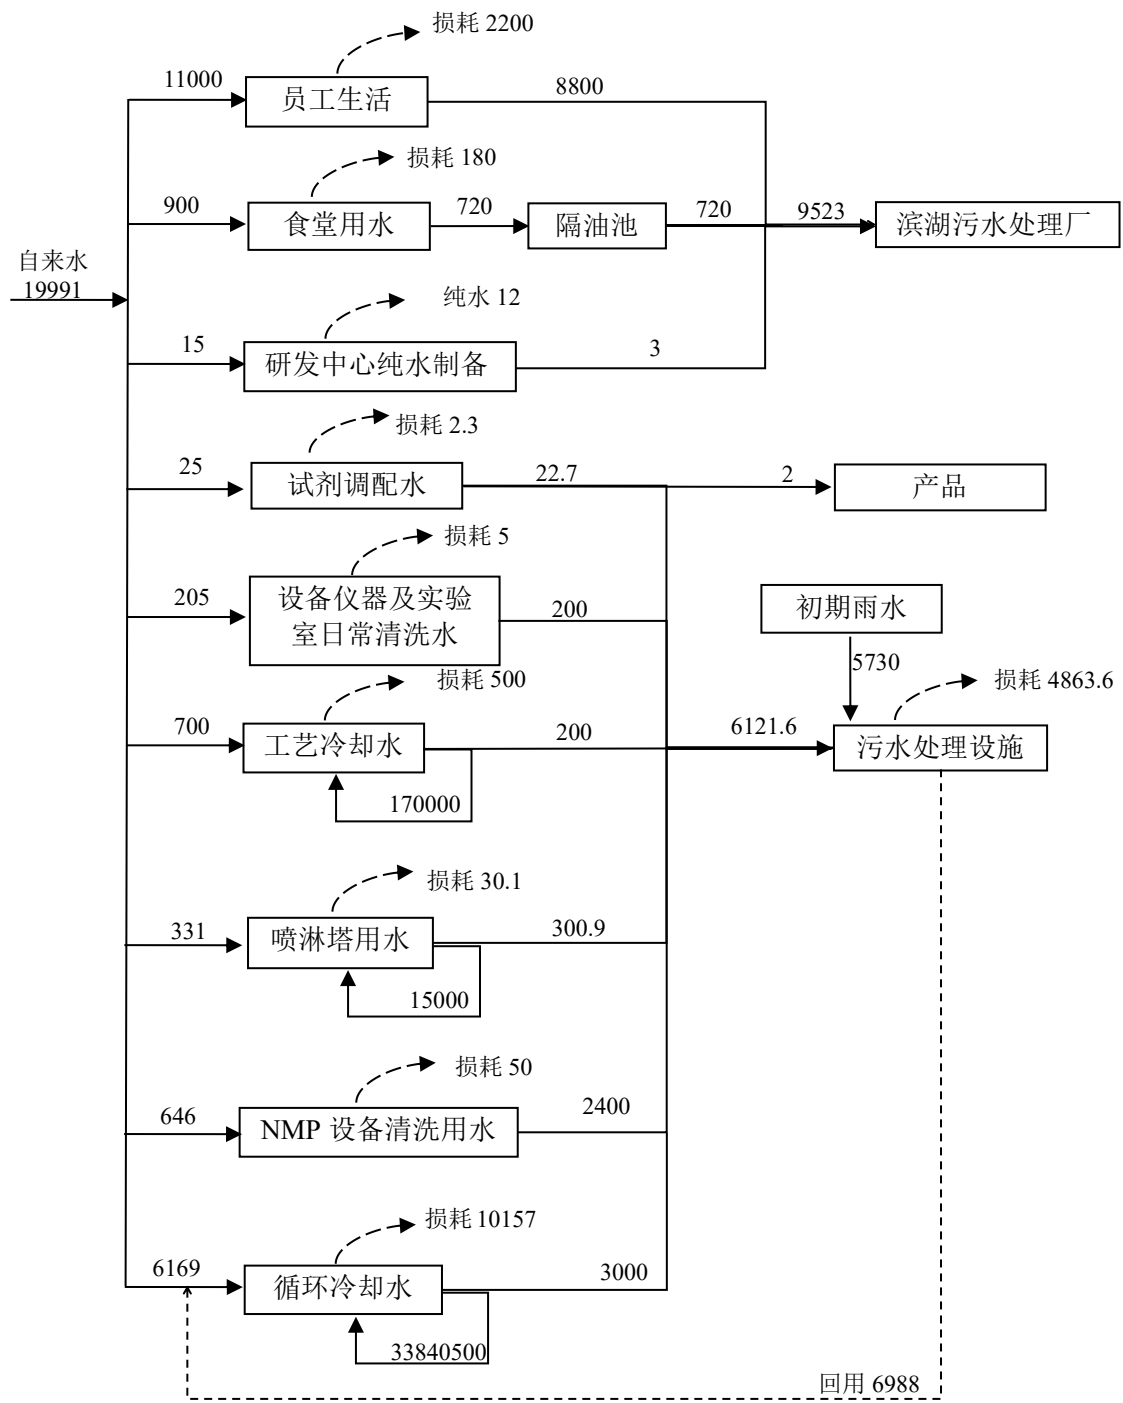 损耗 2200
11000
员工生活
8800
损耗 180
900
食堂用水
720
隔油池
720
9523
滨湖污水处理厂
自来水
19991
纯水 12
15
研发中心纯水制备
3
损耗 2.3
25
试剂调配水
22.7
2
产品
损耗 5
205
设备仪器及实验
室日常清洗水
200
初期雨水
5730
损耗 500
700
工艺冷却水
200
170000
6121.6
损耗 4863.6
污水处理设施
损耗 30.1
331
喷淋塔用水
300.9
15000
损耗 50
646
NMP 设备清洗用水
2400
损耗 10157
6169
循环冷却水
3000
33840500
回用 6988